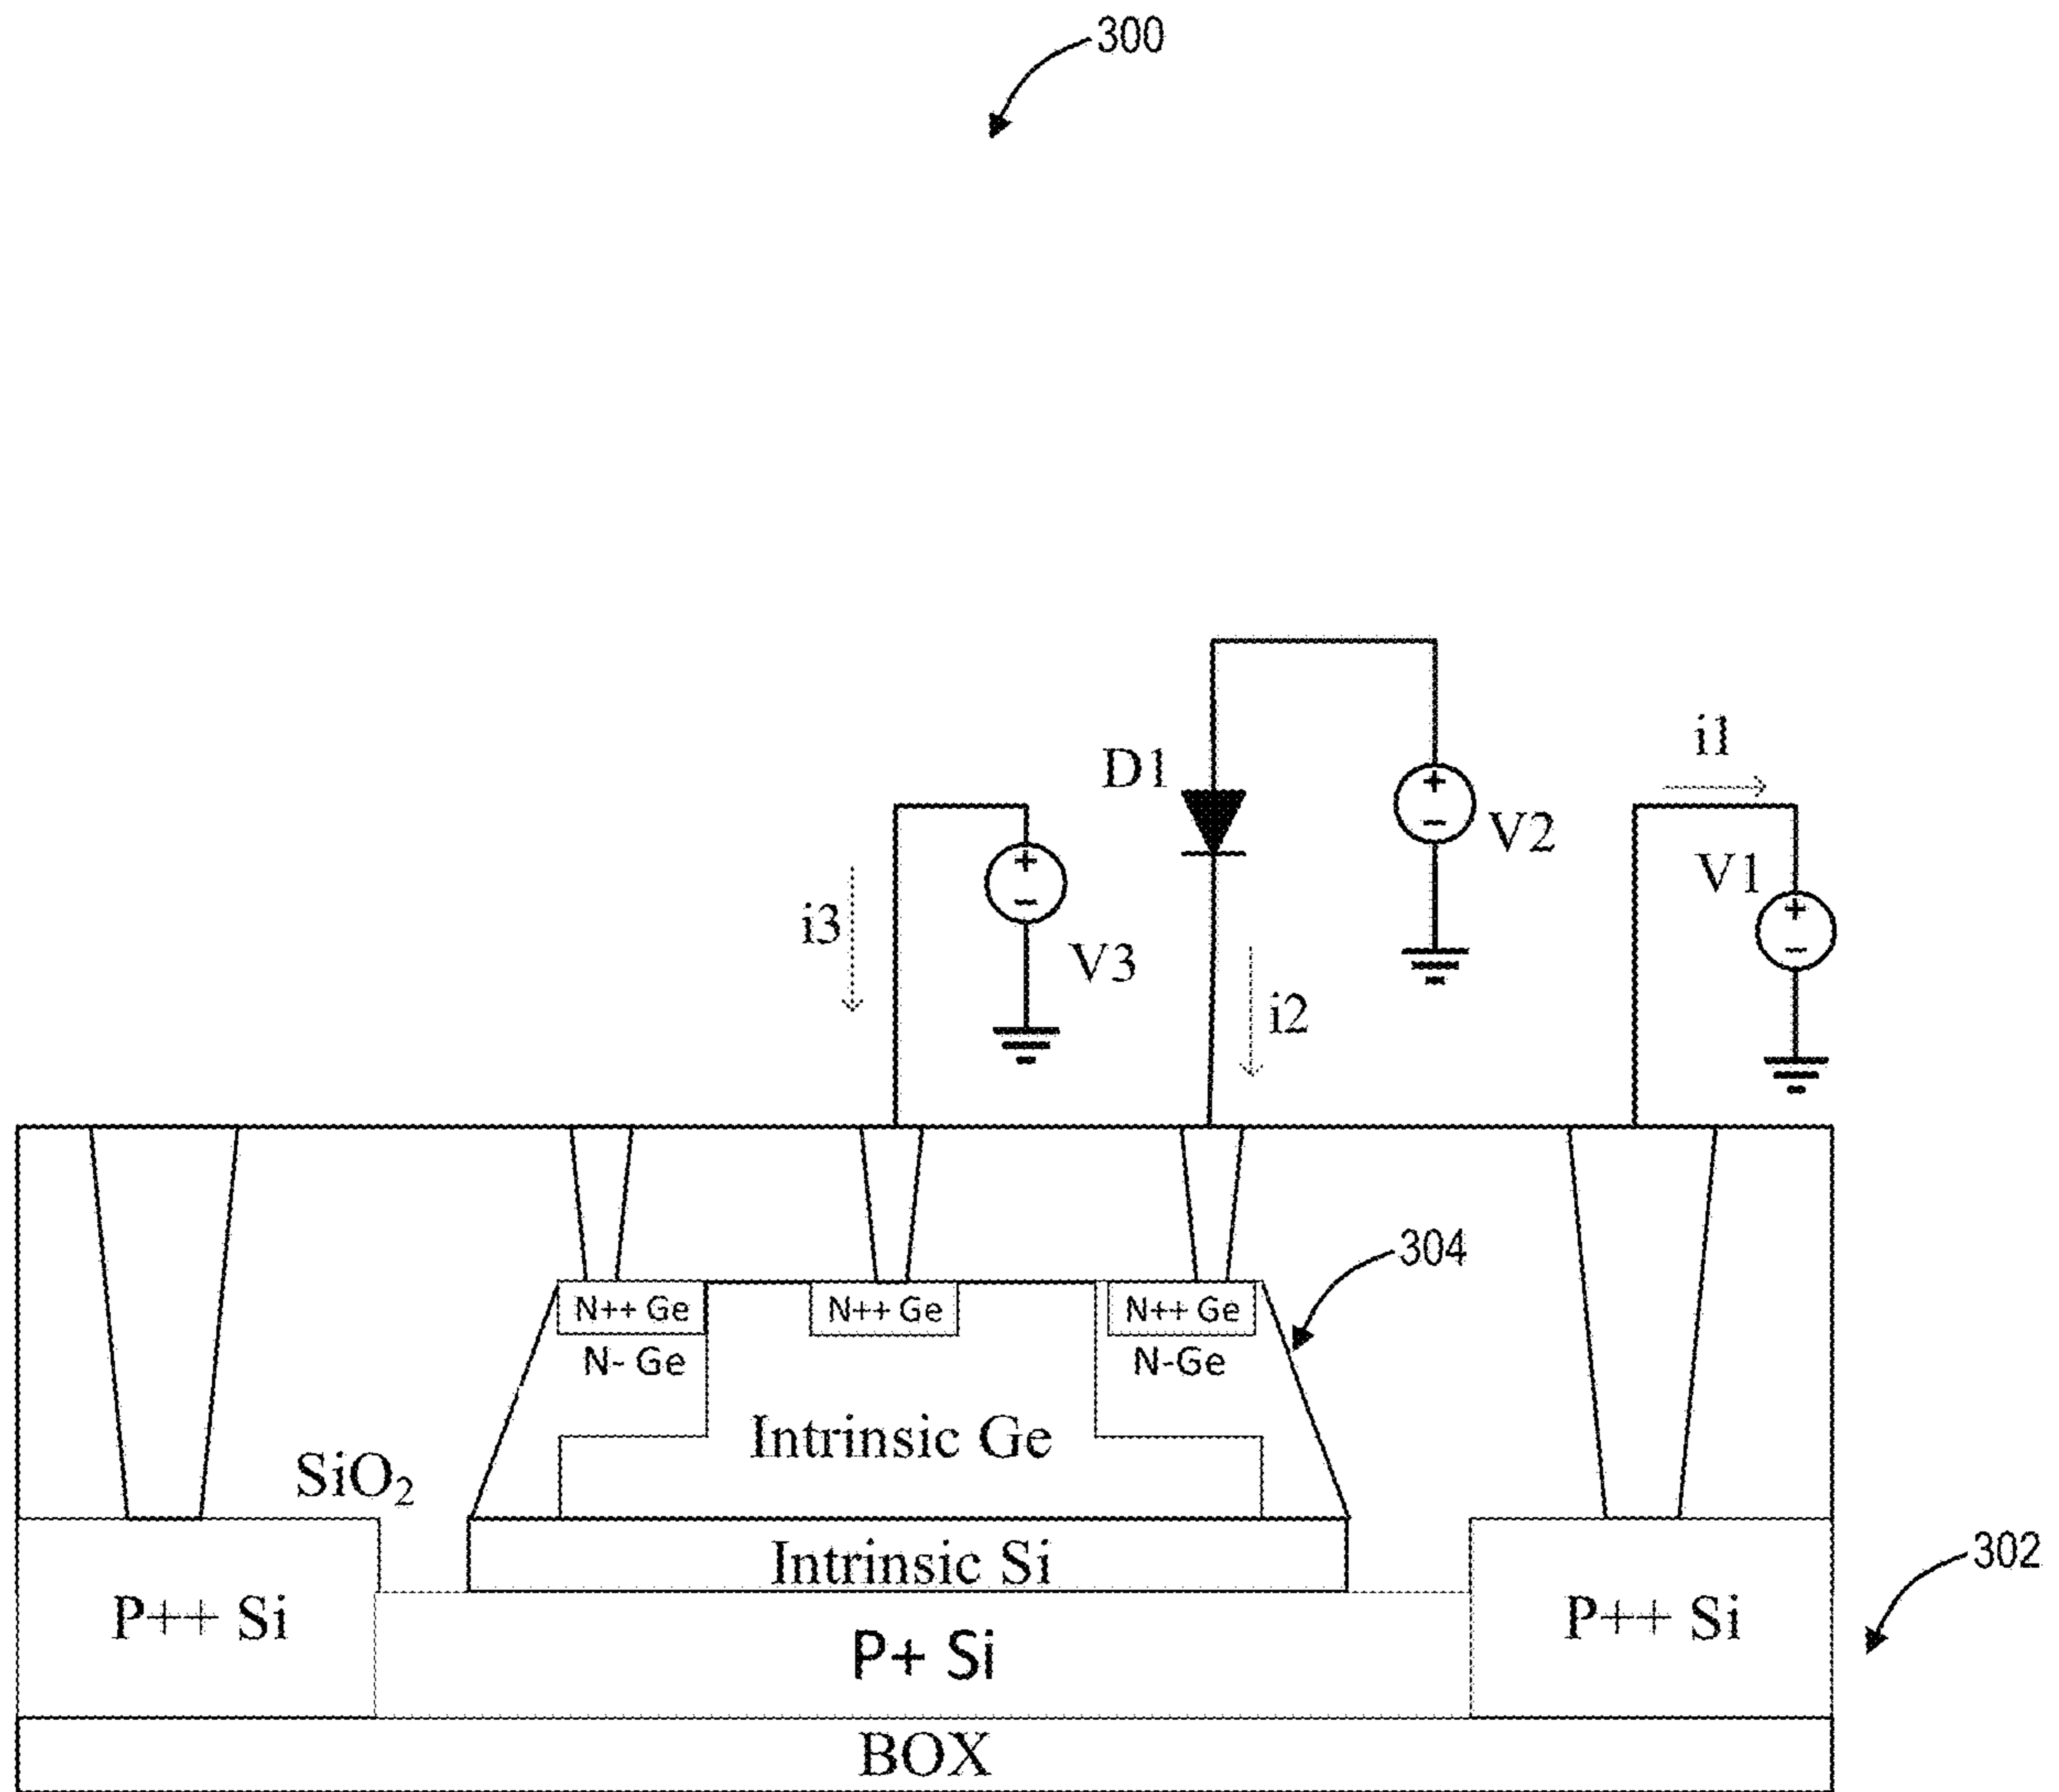 300
i1
D1
+
−
V2
V1
+
−
+
−
i3
V3
i2
304
N++ Ge
N++ Ge
N++ Ge
N- Ge
N-Ge
Intrinsic Ge
SiO₂
302
Intrinsic Si
P++ Si
P++ Si
P+ Si
BOX